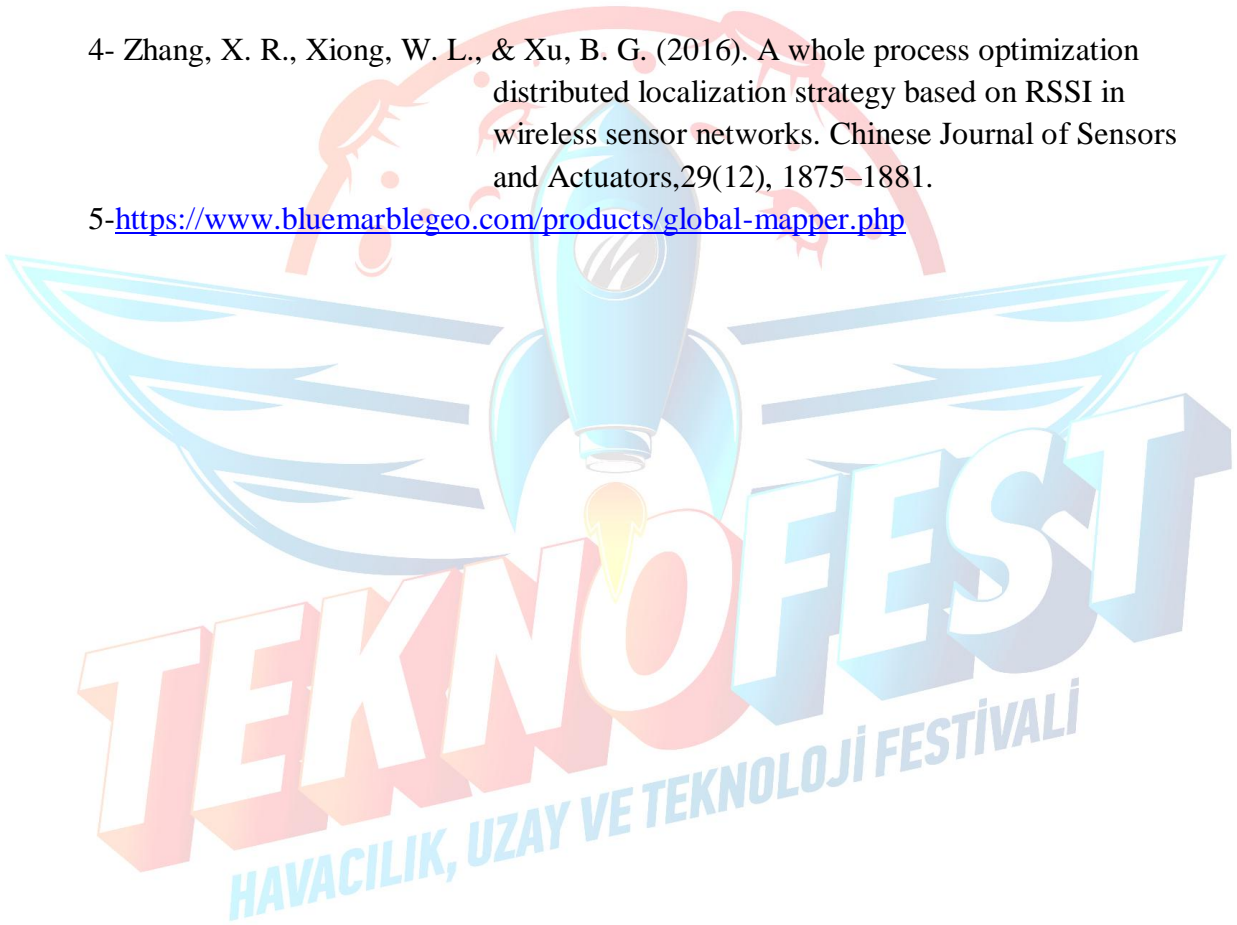 4- Zhang, X. R., Xiong, W. L., & Xu, B. G. (2016). A whole process optimization
distributed localization strategy based on RSSI in
wireless sensor networks. Chinese Journal of Sensors
and Actuators,29(12), 1875–1881.
5-https://www.bluemarblegeo.com/products/global-mapper.php
TEKNOFEST
HAVACILIK, UZAY VE TEKNOLOJİ FESTİVALİ